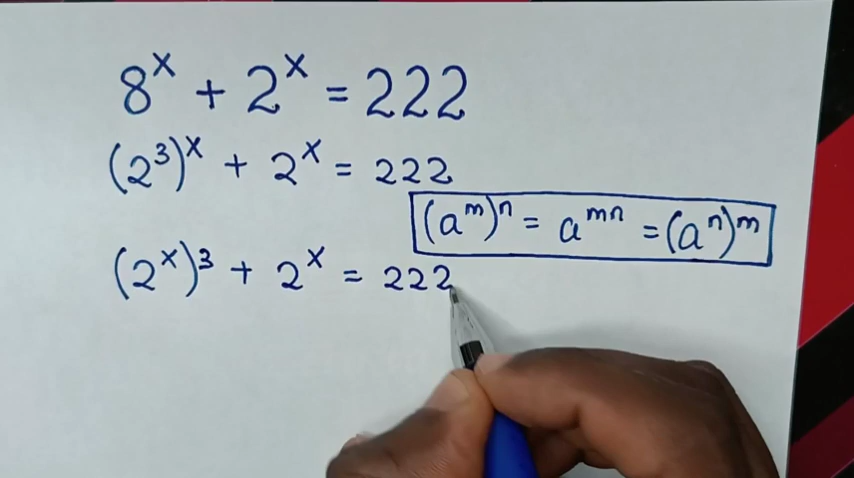 8^x + 2^x = 222
(2^3)^x + 2^x = 222
(a^m)^n = a^mn = (a^n)^m
(2^x)^3 + 2^x = 222